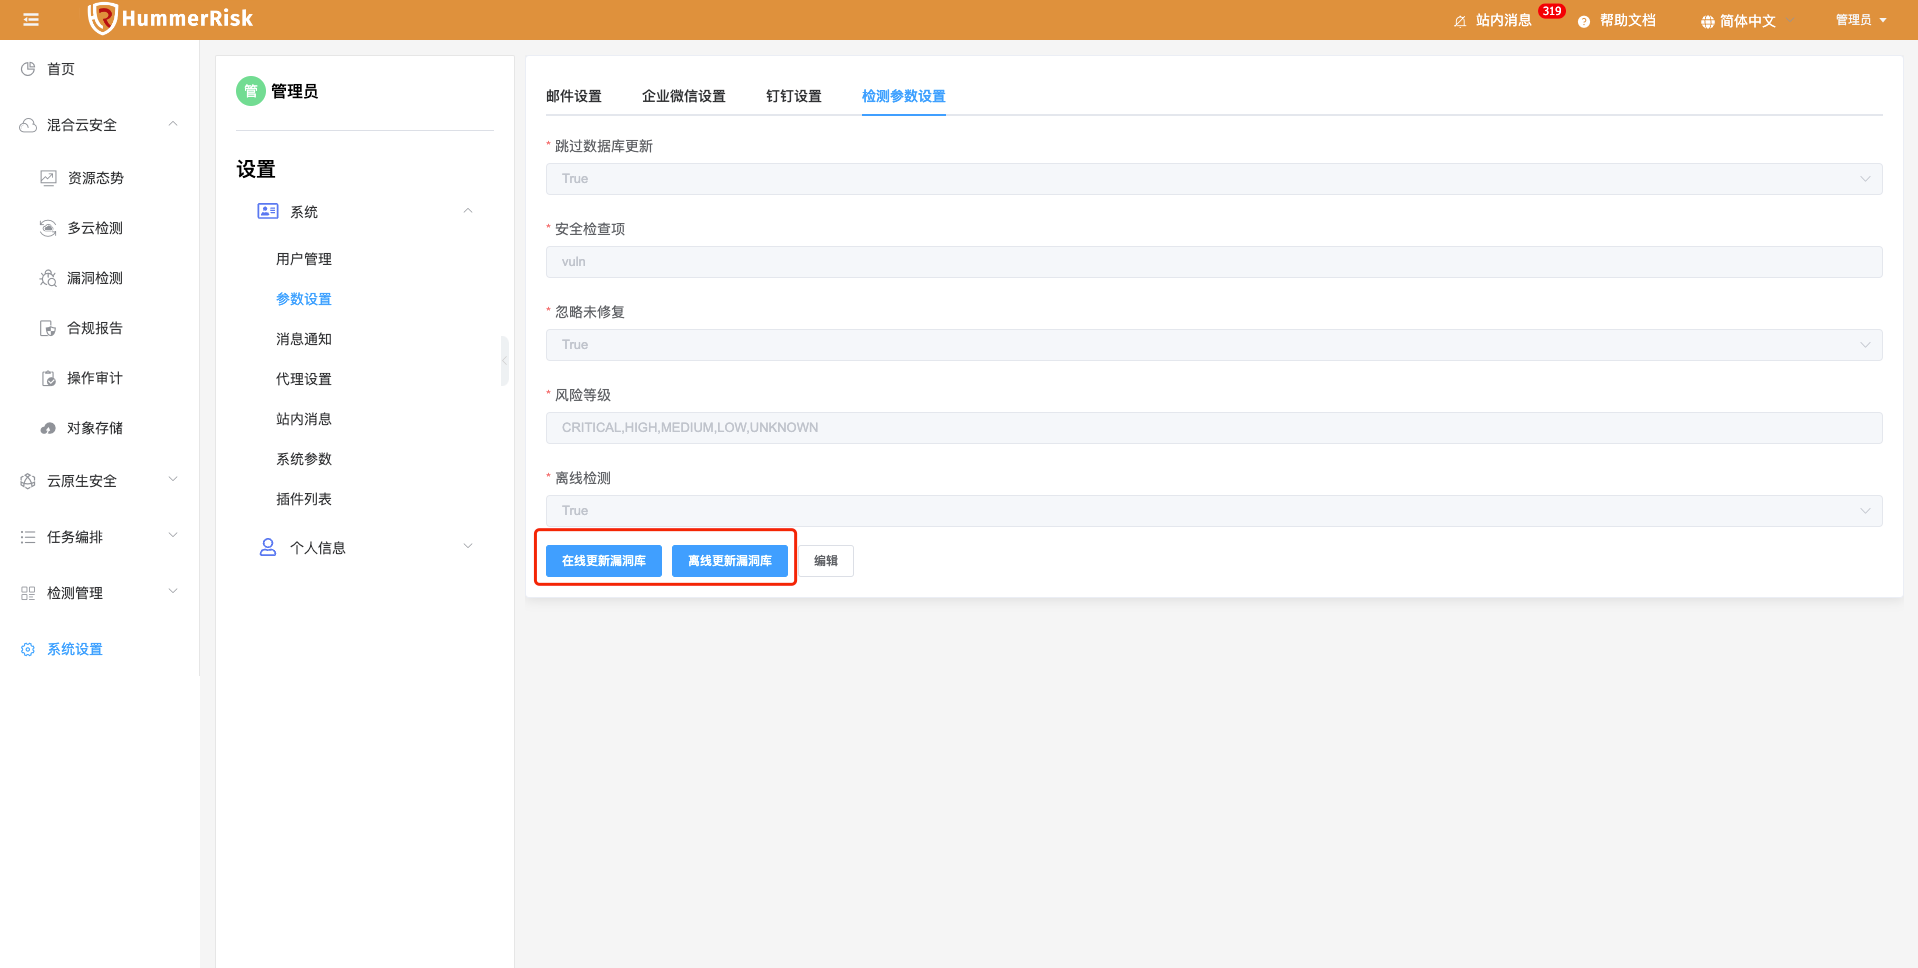 HummerRisk
站内消息 319 帮助文档 简体中文 管理员
首页
混合云安全
资源态势
多云检测
漏洞检测
合规报告
操作审计
对象存储
云原生安全
任务编排
检测管理
系统设置
管 管理员
设置
系统
用户管理
参数设置
消息通知
代理设置
站内消息
系统参数
插件列表
个人信息
邮件设置 企业微信设置 钉钉设置 检测参数设置
* 跳过数据库更新
True
* 安全检查项
vuln
* 忽略未修复
True
* 风险等级
CRITICAL,HIGH,MEDIUM,LOW,UNKNOWN
* 离线检测
True
在线更新漏洞库 离线更新漏洞库 编辑